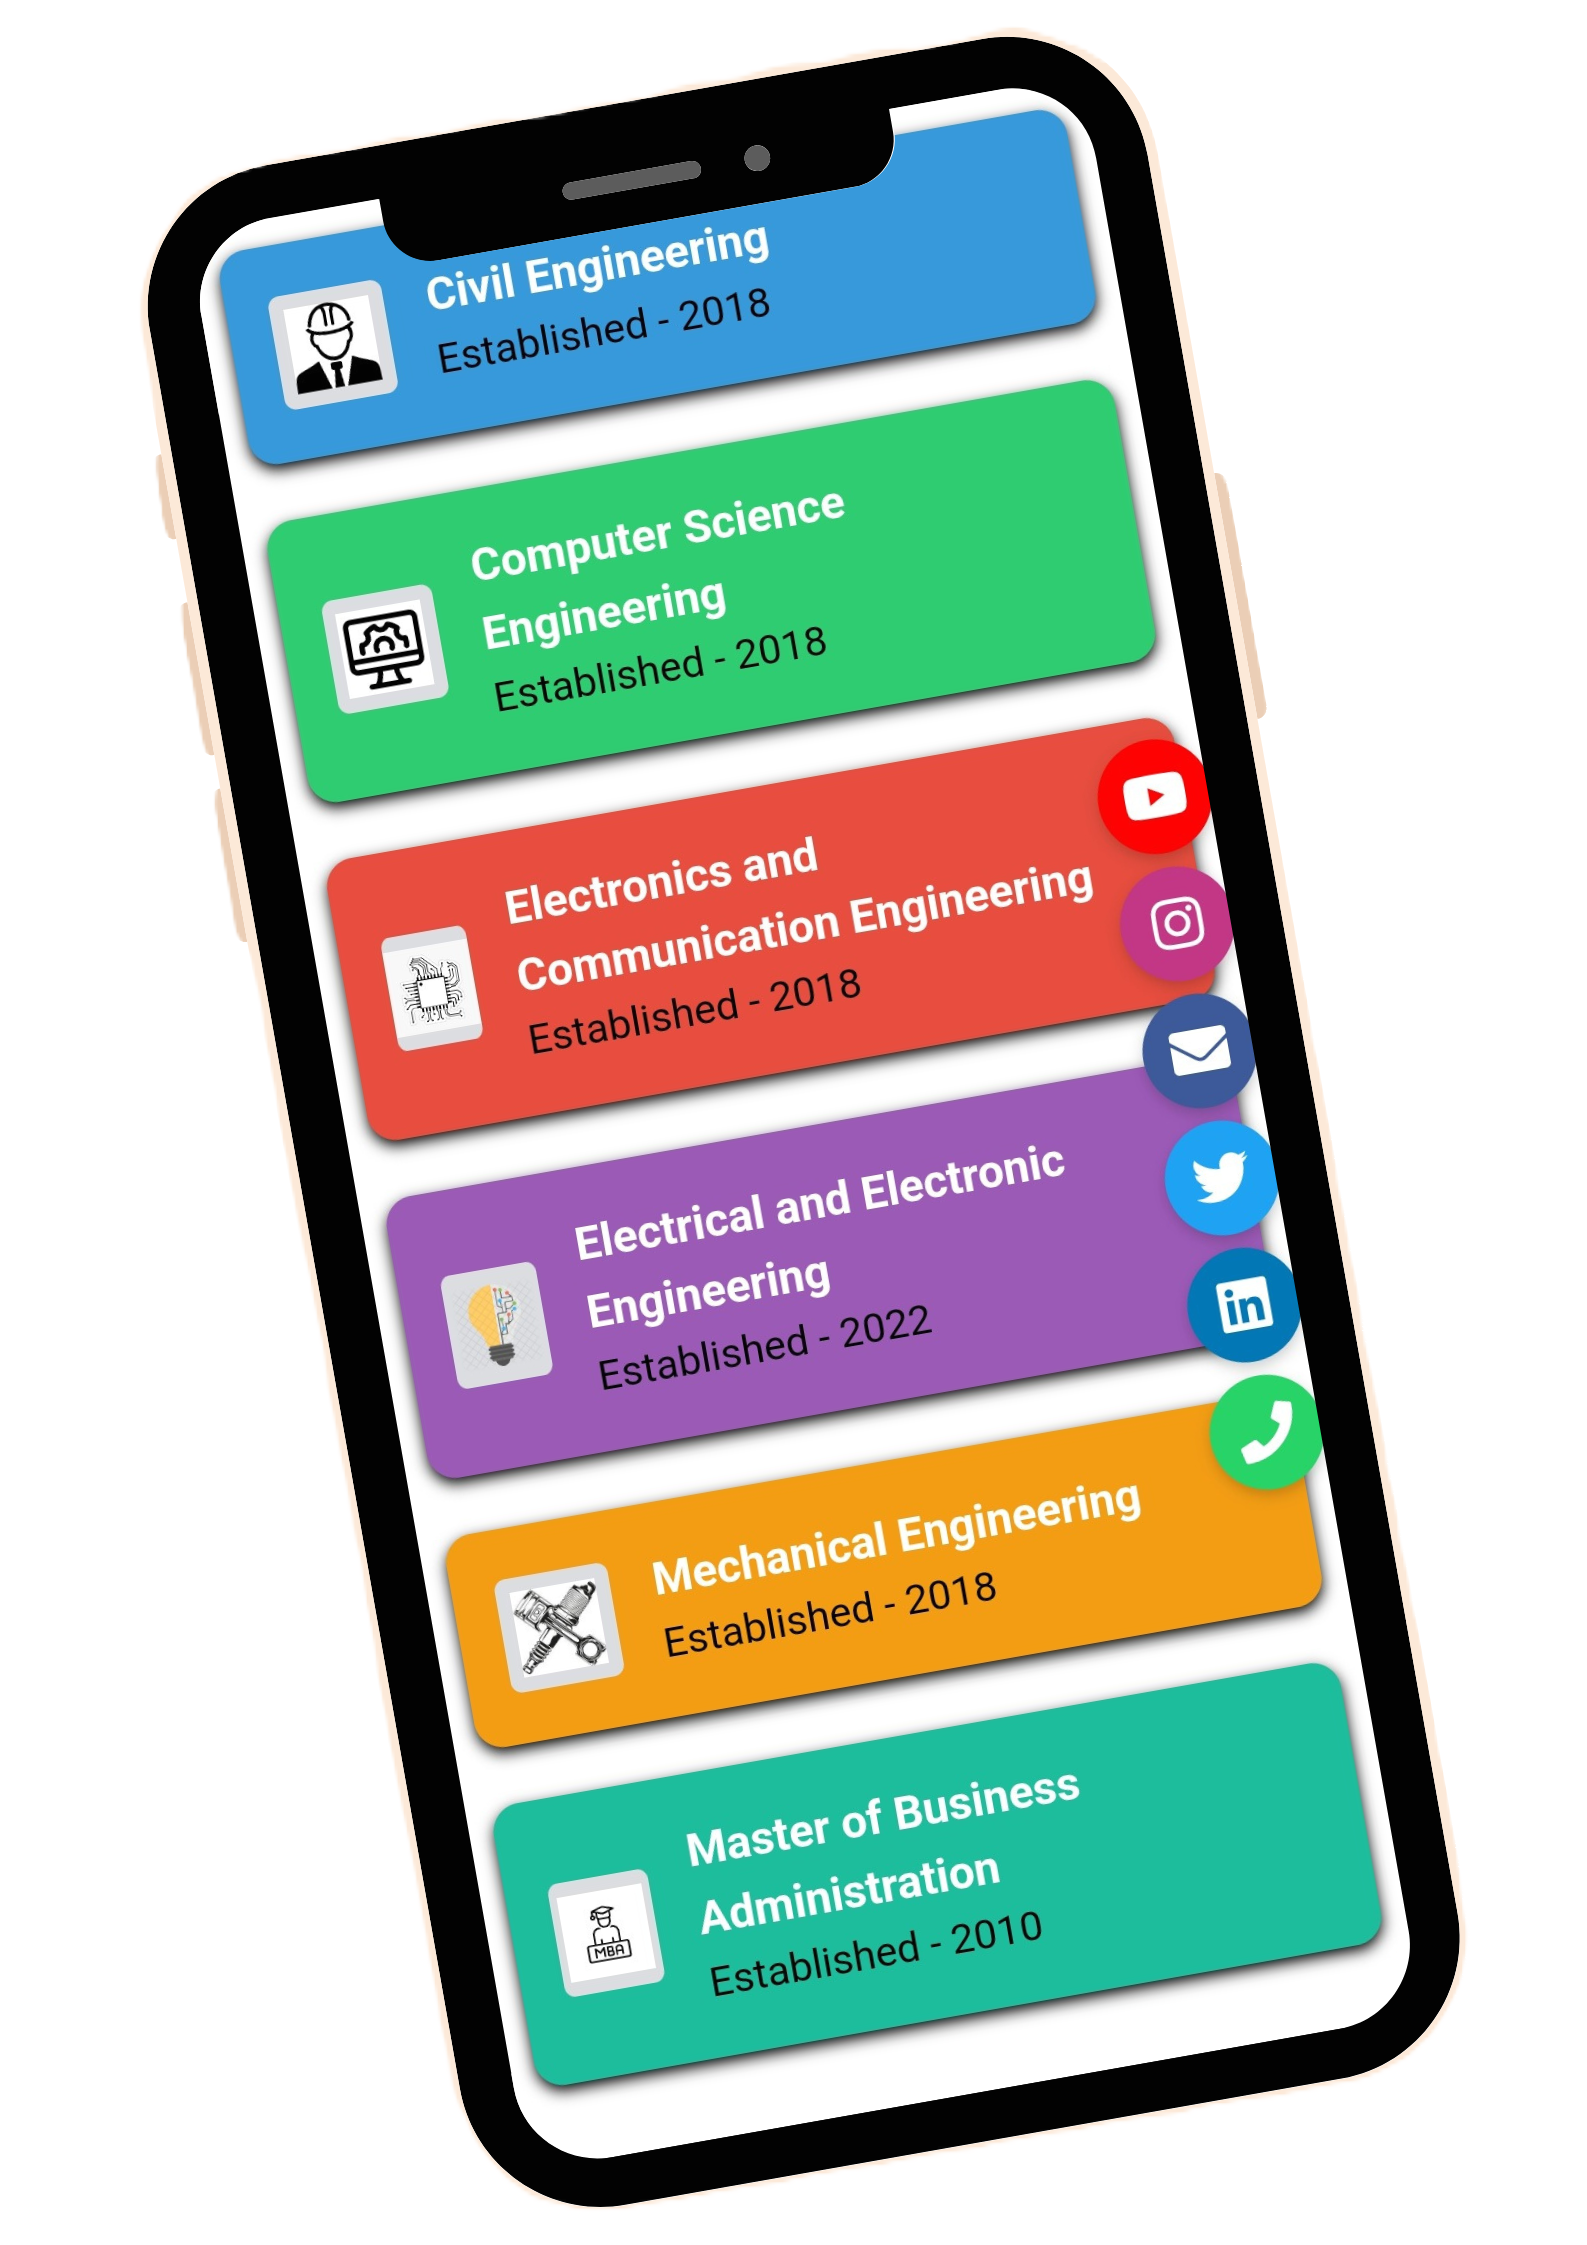 Civil Engineering
Established - 2018
Computer Science
Engineering
Established - 2018
Electronics and
Communication Engineering
Established - 2018
Electrical and Electronic
Engineering
Established - 2022
Mechanical Engineering
Established - 2018
Master of Business
Administration
Established - 2010
MBA
in